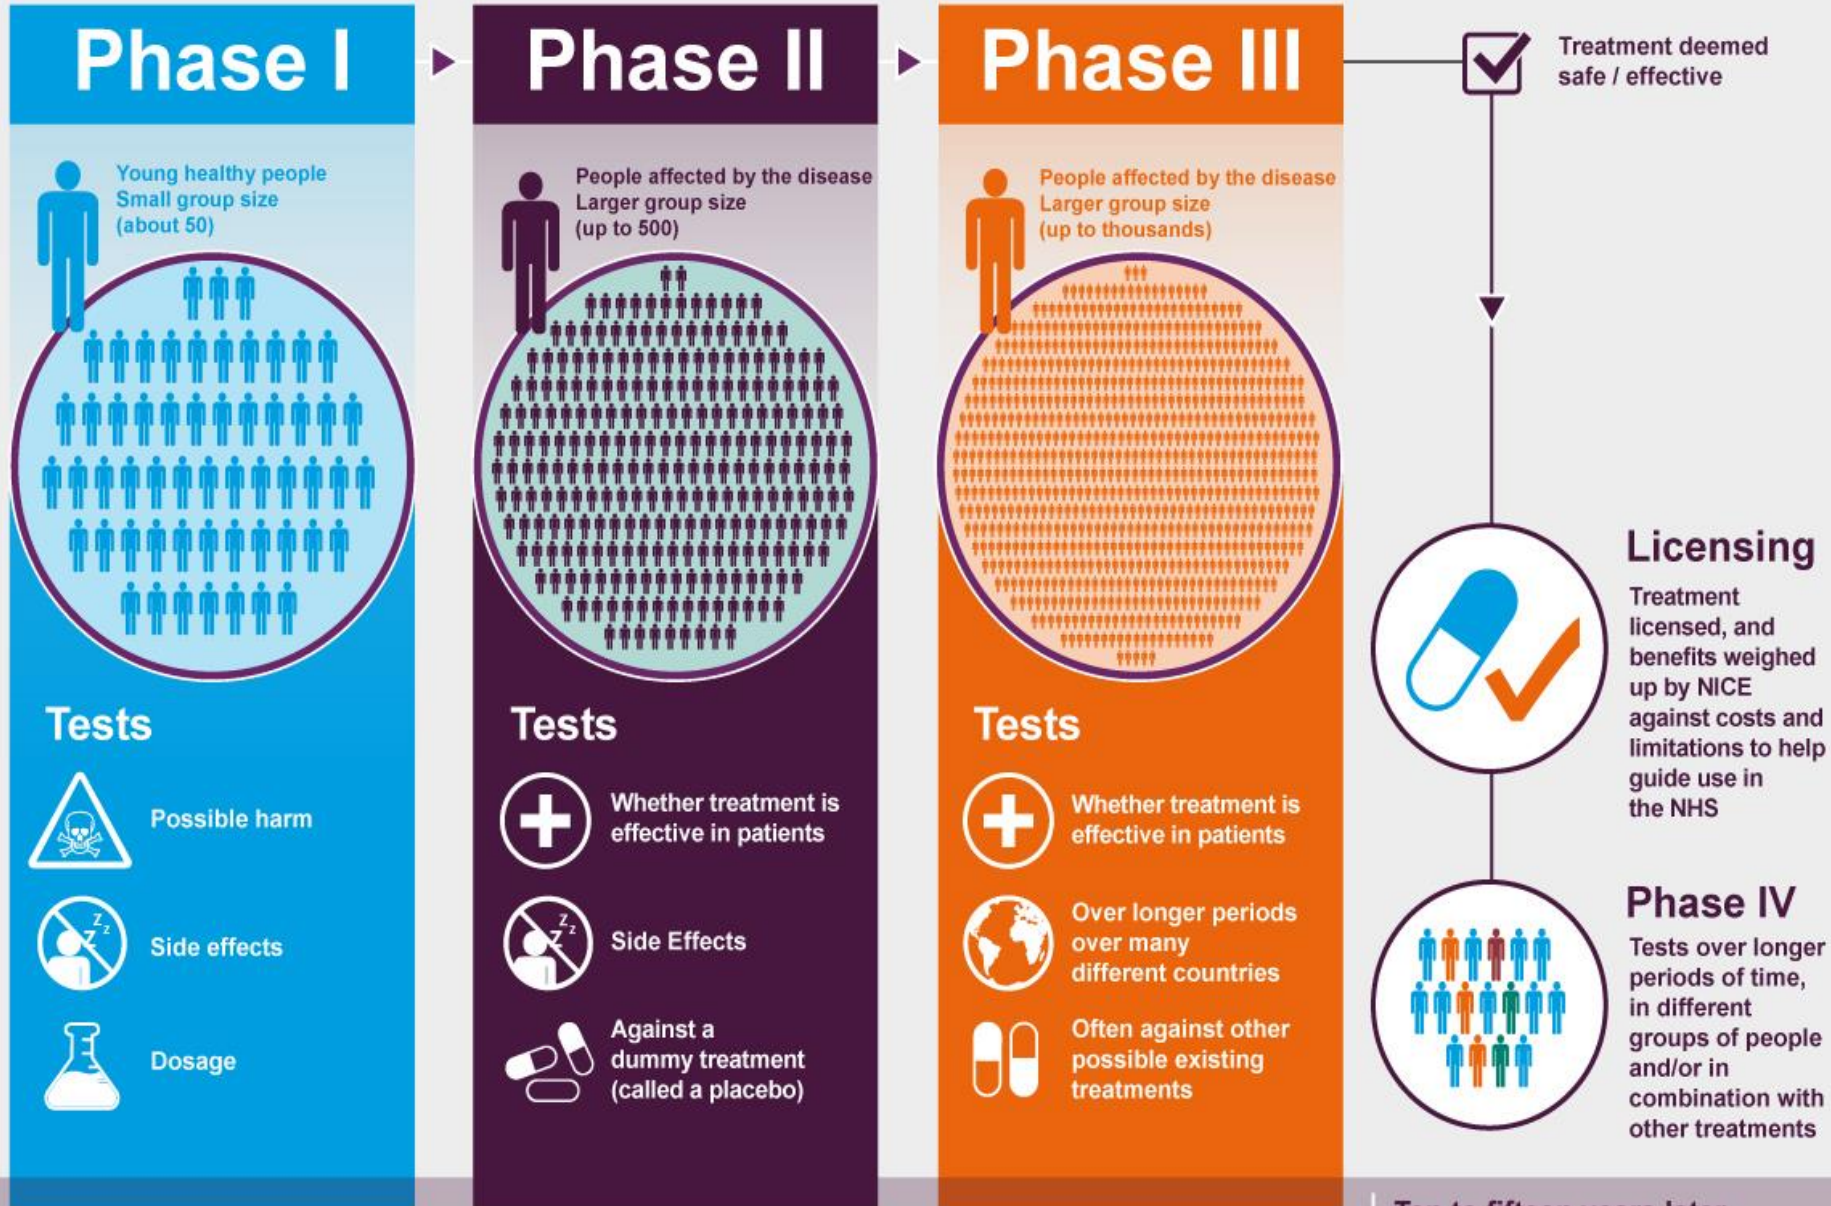 Phase I
Young healthy people
Small group size
(about 50)
Tests
Possible harm
Side effects
Dosage
Phase II
People affected by the disease
Larger group size
(up to 500)
Tests
Whether treatment is
effective in patients
Side Effects
Against a
dummy treatment
(called a placebo)
Phase III
People affected by the disease
Larger group size
(up to thousands)
Tests
Whether treatment is
effective in patients
Over longer periods
over many
different countries
Often against other
possible existing
treatments
Treatment deemed
safe / effective
Licensing
Treatment
licensed, and
benefits weighed
up by NICE
against costs and
limitations to help
guide use in
the NHS
Phase IV
Tests over longer
periods of time,
in different
groups of people
and/or in
combination with
other treatments